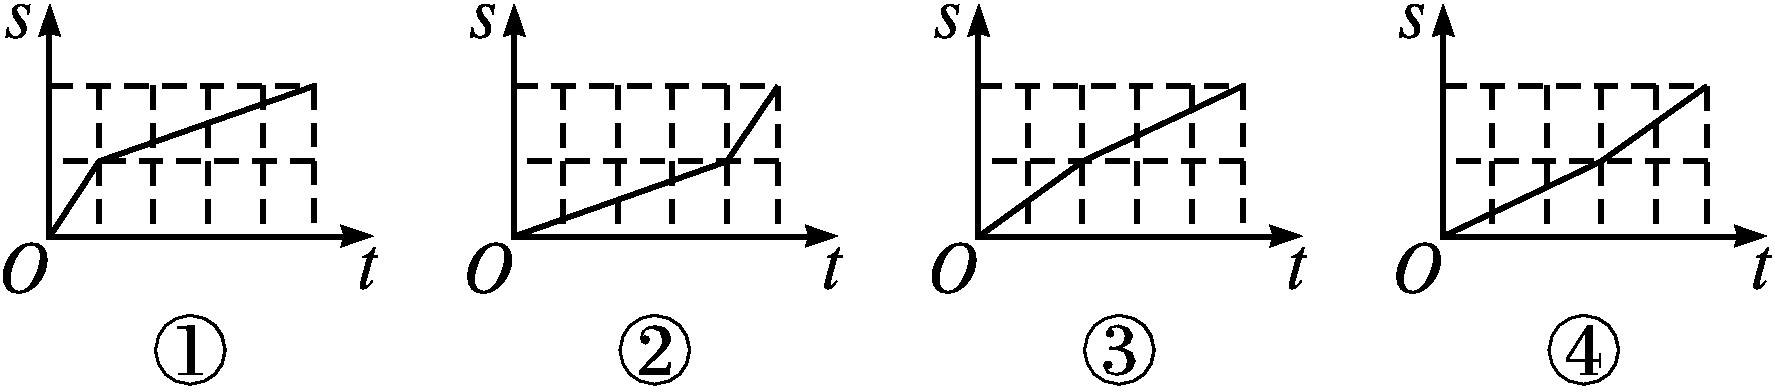 s s s s
O t O t O t O t
① ② ③ ④